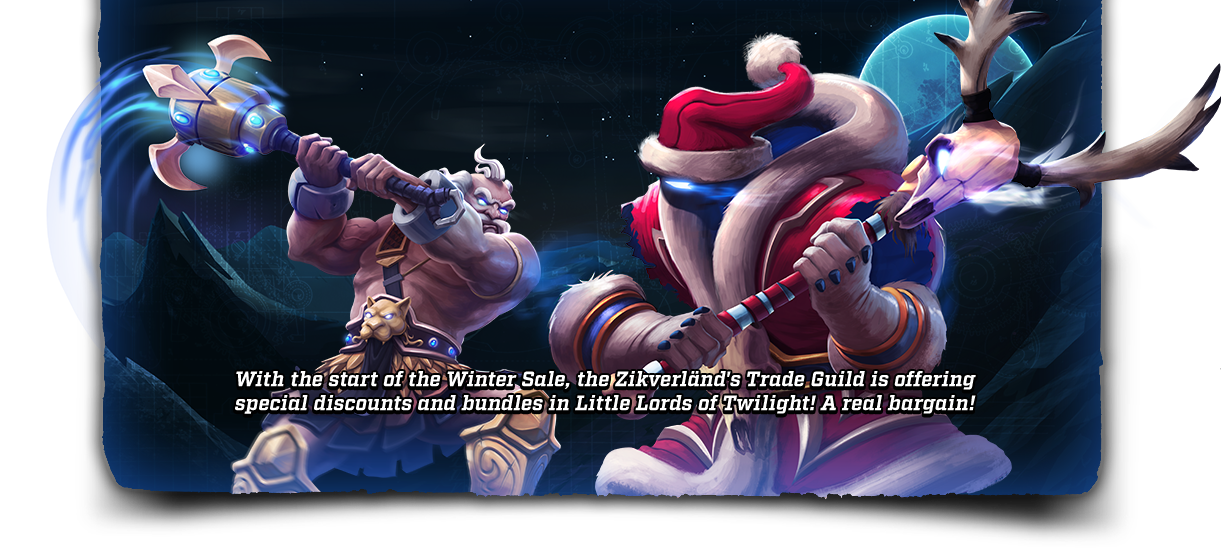 With the start of the Winter Sale, the Zikverländ's Trade Guild is offering
special discounts and bundles in Little Lords of Twilight! A real bargain!